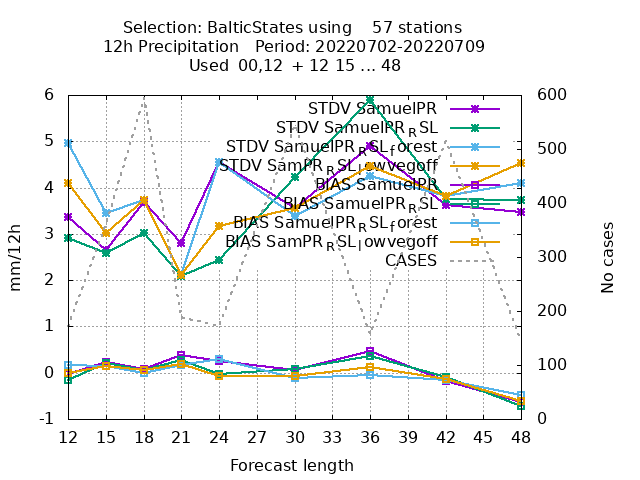 Selection: BalticStates using    57 stations
12h Precipitation   Period: 20220702-20220709
Used  00,12  + 12 15 ... 48
6
5
4
3
2
1
0
-1
mm/12h
600
500
400
300
200
100
0
No cases
STDV SamuelPR
STDV SamuelPR_RSL
STDV SamuelPR_RSL_forest
STDV SamPR_RSL_lowvegoff
BIAS SamuelPR
BIAS SamuelPR_RSL
BIAS SamuelPR_RSL_forest
BIAS SamPR_RSL_lowvegoff
CASES
12 15 18 21 24 27 30 33 36 39 42 45 48
Forecast length